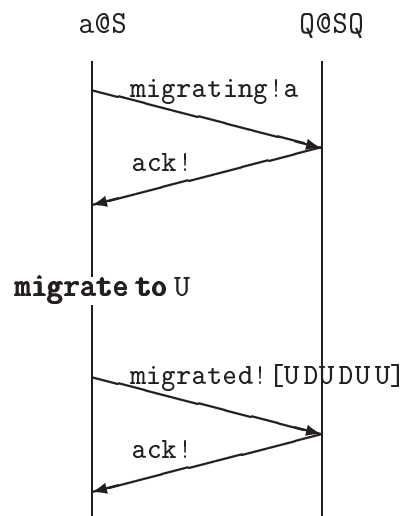 a@S Q@SQ
migrating!a
ack!
migrate to U
migrated![UDUDUU]
ack!